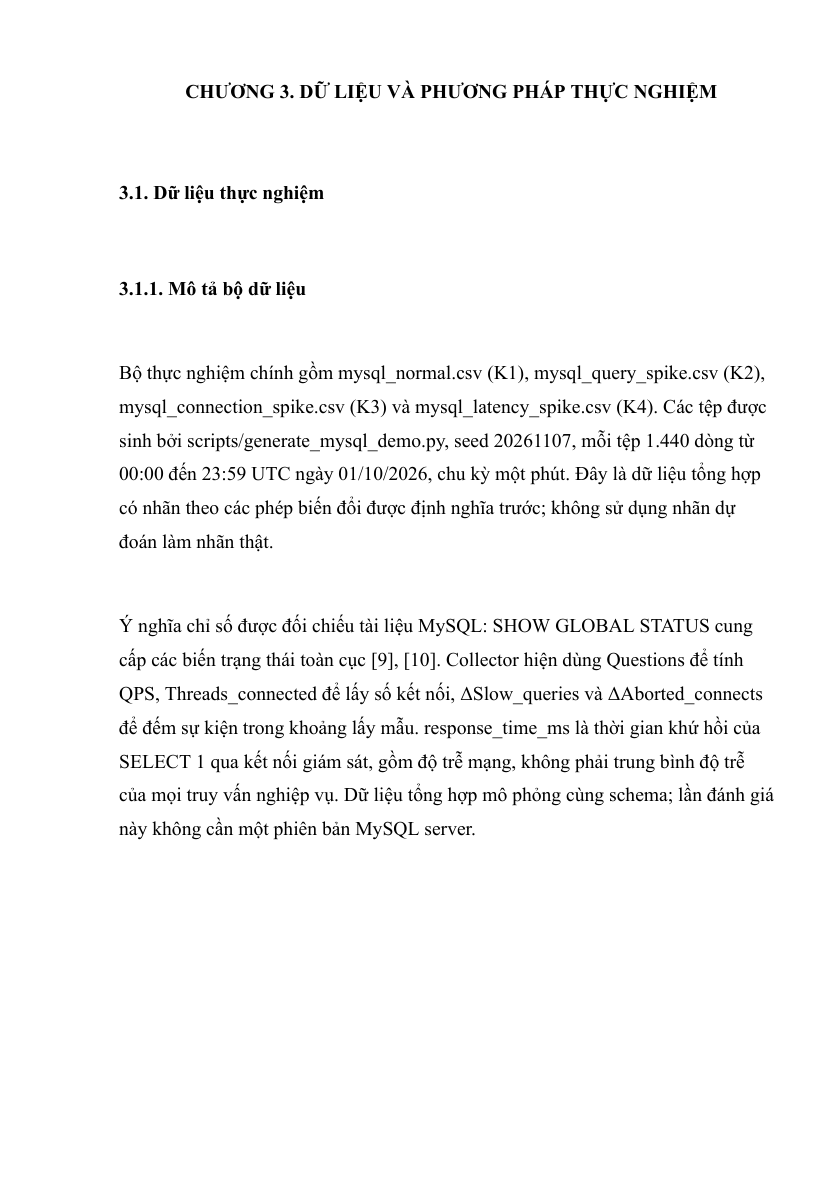 CHƯƠNG 3. DỮ LIỆU VÀ PHƯƠNG PHÁP THỰC NGHIỆM
3.1. Dữ liệu thực nghiệm
3.1.1. Mô tả bộ dữ liệu
Bộ thực nghiệm chính gồm mysql_normal.csv (K1), mysql_query_spike.csv (K2),
mysql_connection_spike.csv (K3) và mysql_latency_spike.csv (K4). Các tệp được
sinh bởi scripts/generate_mysql_demo.py, seed 20261107, mỗi tệp 1.440 dòng từ
00:00 đến 23:59 UTC ngày 01/10/2026, chu kỳ một phút. Đây là dữ liệu tổng hợp
có nhãn theo các phép biến đổi được định nghĩa trước; không sử dụng nhãn dự
đoán làm nhãn thật.
Ý nghĩa chỉ số được đối chiếu tài liệu MySQL: SHOW GLOBAL STATUS cung
cấp các biến trạng thái toàn cục [9], [10]. Collector hiện dùng Questions để tính
QPS, Threads_connected để lấy số kết nối, ΔSlow_queries và ΔAborted_connects
để đếm sự kiện trong khoảng lấy mẫu. response_time_ms là thời gian khứ hồi của
SELECT 1 qua kết nối giám sát, gồm độ trễ mạng, không phải trung bình độ trễ
của mọi truy vấn nghiệp vụ. Dữ liệu tổng hợp mô phỏng cùng schema; lần đánh giá
này không cần một phiên bản MySQL server.